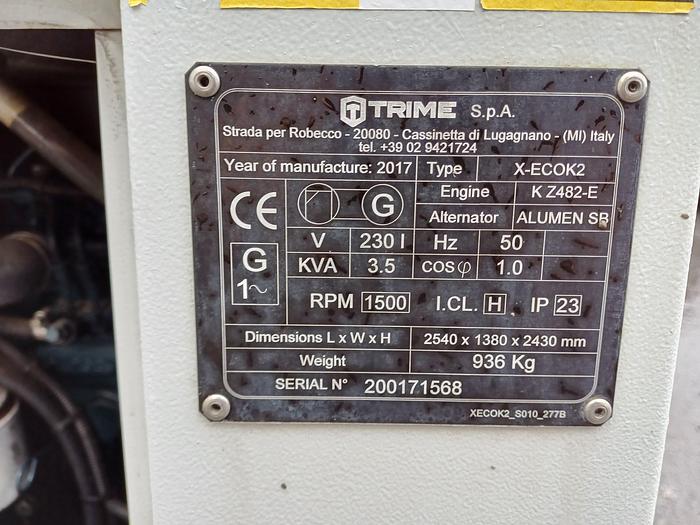 TRIME S.p.A.
Strada per Robecco - 20080 - Cassinetta di Lugagnano - (MI) Italy
tel. +39 02 9421724
Year of manufacture: 2017 Type X-ECOK2
Engine K Z482-E
CE G
Alternator ALUMEN SB
V 230 I Hz 50
G 1~
KVA 3.5 COS φ 1.0
RPM 1500 I.CL. H IP 23
Dimensions L x W x H 2540 x 1380 x 2430 mm
Weight 936 Kg
SERIAL N° 200171568
XECOK2_S010_277B